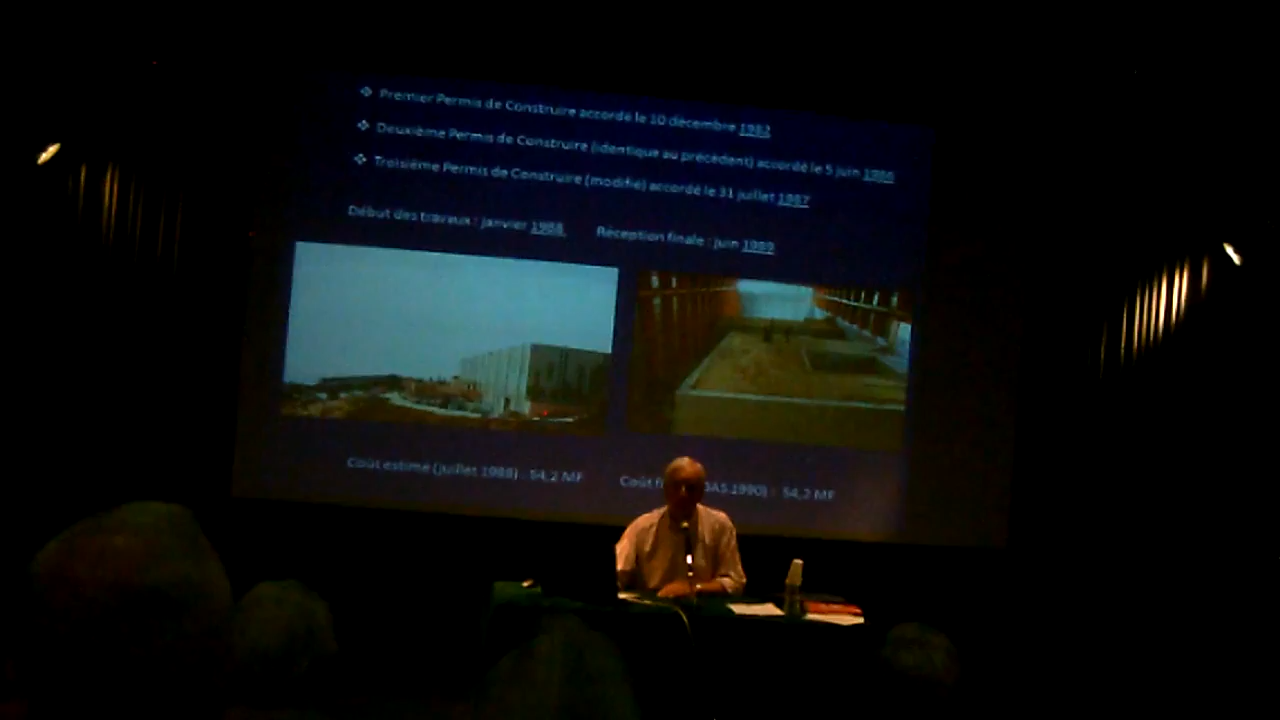 Premier Permis de Construire accordé le 10 décembre 1982
Deuxième Permis de Construire (identique au précédent) accordé le 5 juin 1986
Troisième Permis de Construire (modifié) accordé le 31 juillet 1987
Début des travaux : janvier 1988 Réception finale : juin 1989
Coût estimé (juillet 1988) : 54,2 MF Coût 1990) : 54,2 MF